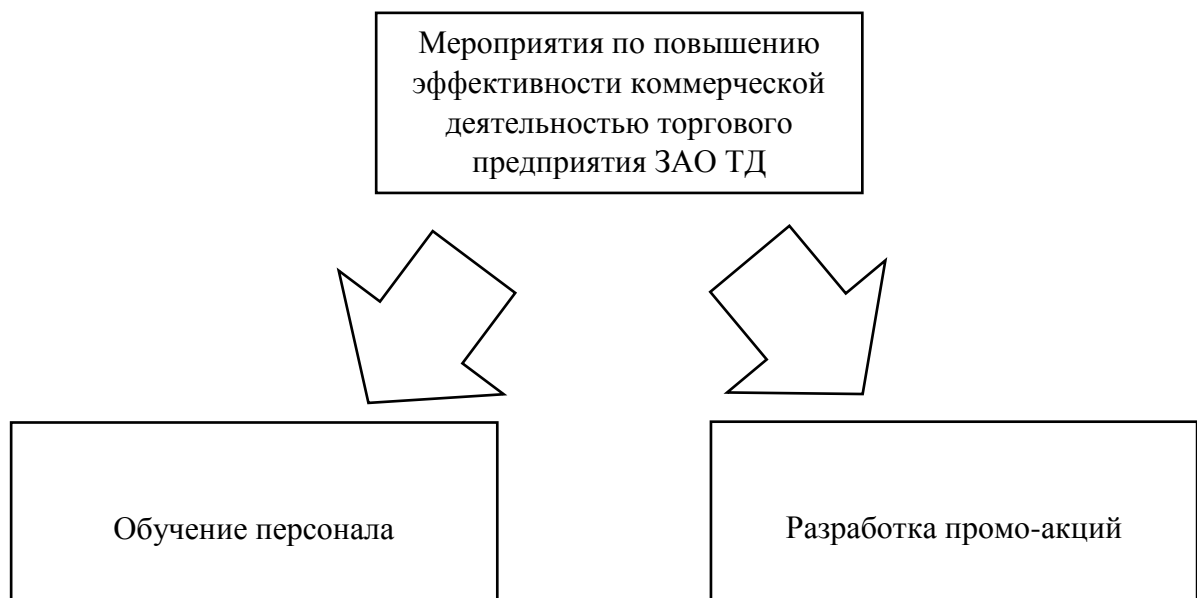 Мероприятия по повышению
эффективности коммерческой
деятельностью торгового
предприятия ЗАО ТД
Обучение персонала
Разработка промо-акций